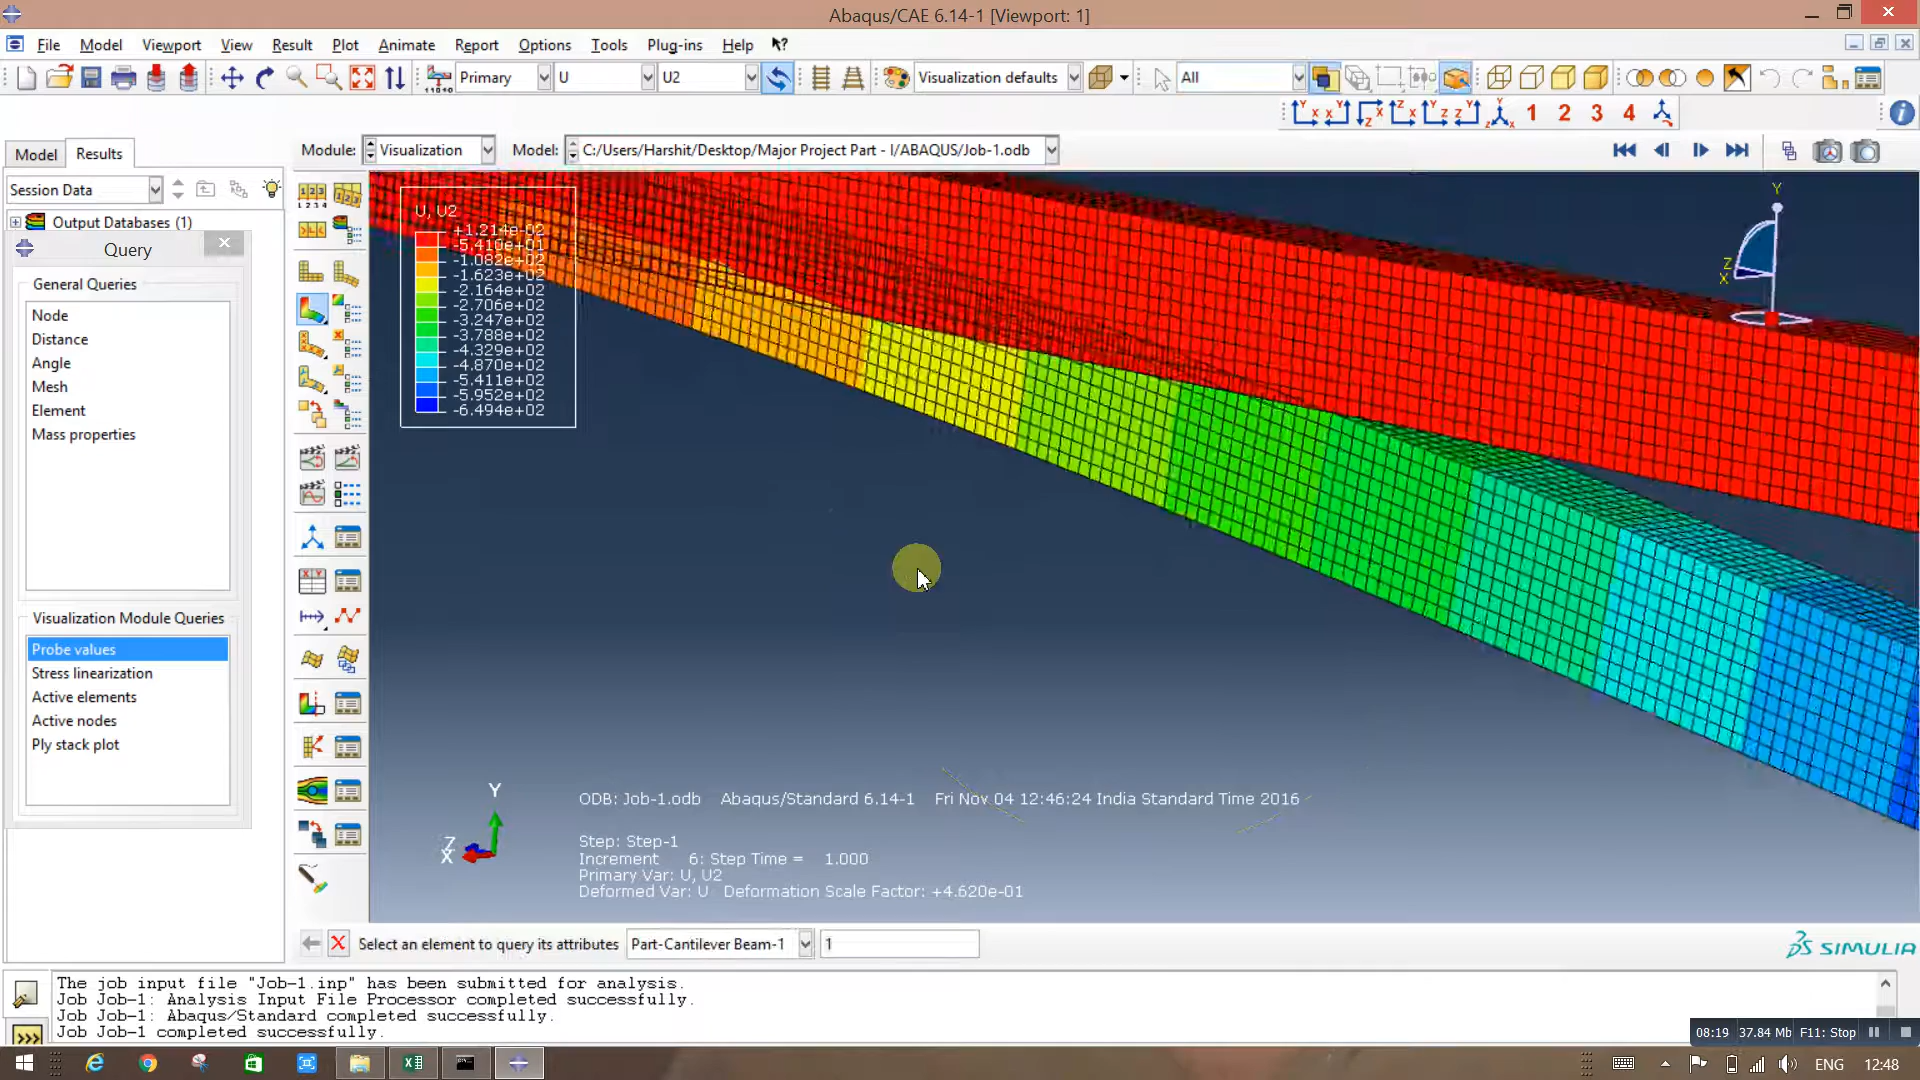 Abaqus/CAE 6.14-1 [Viewport: 1]
File Model Viewport View Result Plot Animate Report Options Tools Plug-ins Help
Primary U U2 Visualization defaults All
1 2 3 4
Model Results
Module: Visualization Model: C:/Users/Harshit/Desktop/Major Project Part - I/ABAQUS/Job-1.odb
Session Data
Output Databases (1)
Query
General Queries
Node
Distance
Angle
Mesh
Element
Mass properties
Visualization Module Queries
Probe values
Stress linearization
Active elements
Active nodes
Ply stack plot
U, U2
+1.214e-02
-5.410e+01
-1.082e+02
-1.623e+02
-2.164e+02
-2.706e+02
-3.247e+02
-3.788e+02
-4.329e+02
-4.870e+02
-5.411e+02
-5.952e+02
-6.494e+02
Y
Z
X
Y
Z
X
ODB: Job-1.odb Abaqus/Standard 6.14-1 Fri Nov 04 12:46:24 India Standard Time 2016
Step: Step-1
Increment 6: Step Time = 1.000
Primary Var: U, U2
Deformed Var: U Deformation Scale Factor: +4.620e-01
Select an element to query its attributes Part-Cantilever Beam-1 1
SIMULIA
The job input file "Job-1.inp" has been submitted for analysis.
Job Job-1: Analysis Input File Processor completed successfully.
Job Job-1: Abaqus/Standard completed successfully.
Job Job-1 completed successfully.
08:19 37.84 Mb F11: Stop
ENG 12:48